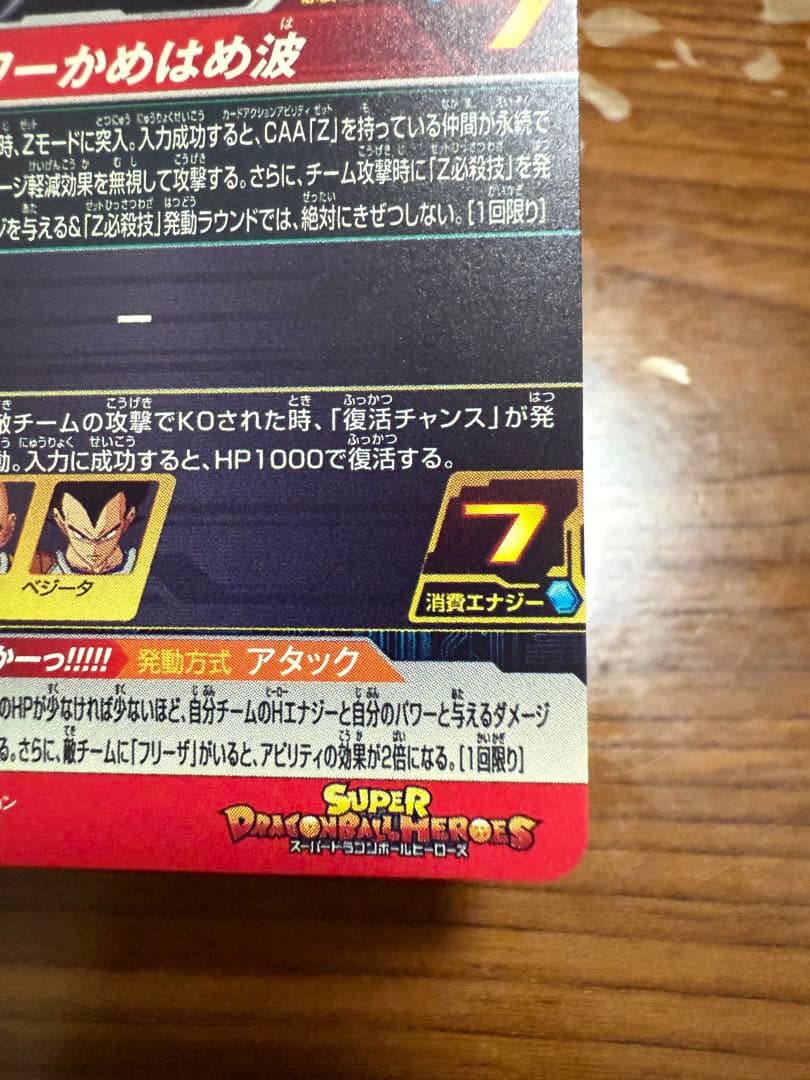 ーかめはめ波
時、Zモードに突入。入力成功すると、CAA「Z」を持っている仲間が永続で
ージ軽減効果を無視して攻撃する。さらに、チーム攻撃時に「Z必殺技」を発
を与える&「Z必殺技」発動ラウンドでは、絶対にきぜつしない。[1回限り]
ー
敵チームの攻撃でKOされた時、「復活チャンス」が発
動。入力に成功すると、HP1000で復活する。
ベジータ
7
消費エナジー
かーっ!!!!! 発動方式 アタック
のHPが少なければ少ないほど、自分チームのHエナジーと自分のパワーと与えるダメージ
る。さらに、敵チームに「フリーザ」がいると、アビリティの効果が2倍になる。[1回限り]
SUPER
DRAGONBALL HEROES
スーパードラゴンボールヒーローズ